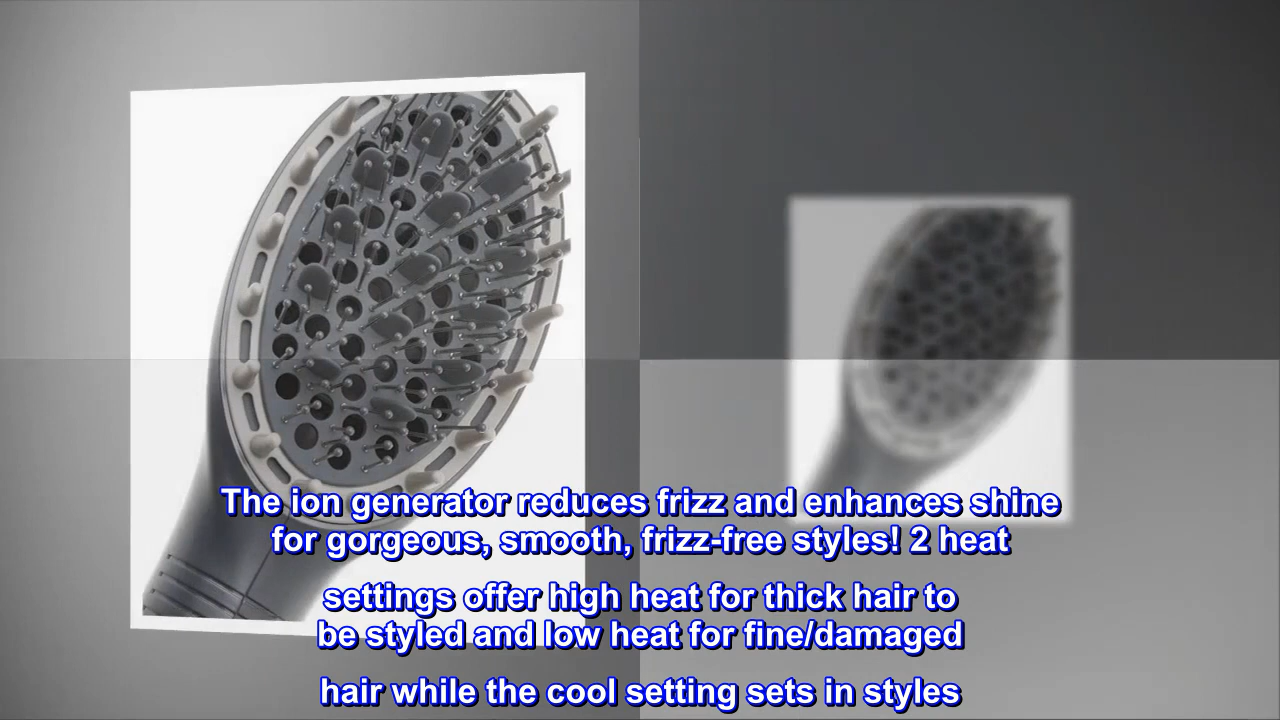 The ion generator reduces frizz and enhances shine
for gorgeous, smooth, frizz-free styles! 2 heat
settings offer high heat for thick hair to
be styled and low heat for fine/damaged
hair while the cool setting sets in styles